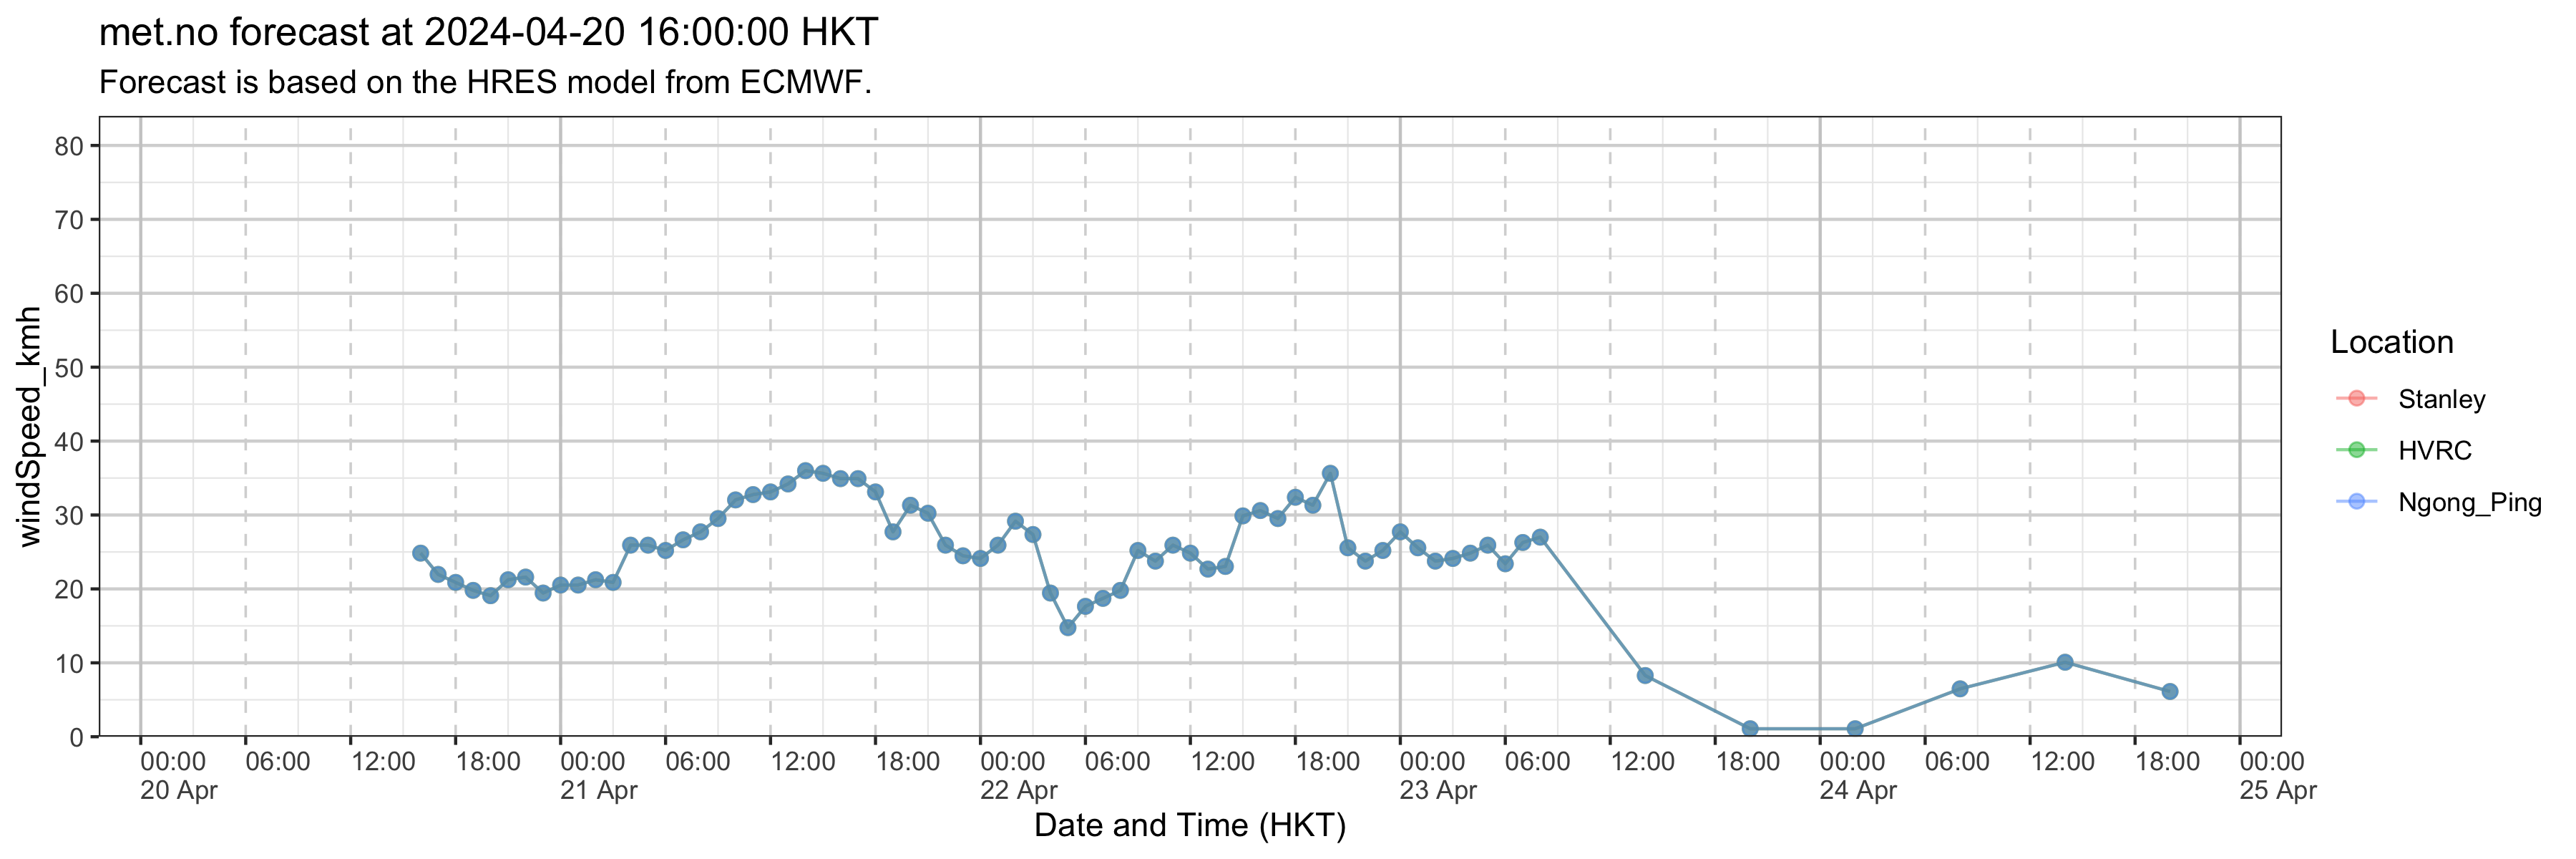 met.no forecast at 2024-04-20 16:00:00 HKT
Forecast is based on the HRES model from ECMWF.
windSpeed_kmh
80
70
60
50
40
30
20
10
0
00:00 06:00 12:00 18:00 00:00 06:00 12:00 18:00 00:00 06:00 12:00 18:00 00:00 06:00 12:00 18:00 00:00 06:00 12:00 18:00 00:00
20 Apr 21 Apr 22 Apr 23 Apr 24 Apr 25 Apr
Date and Time (HKT)
Location
Stanley
HVRC
Ngong_Ping